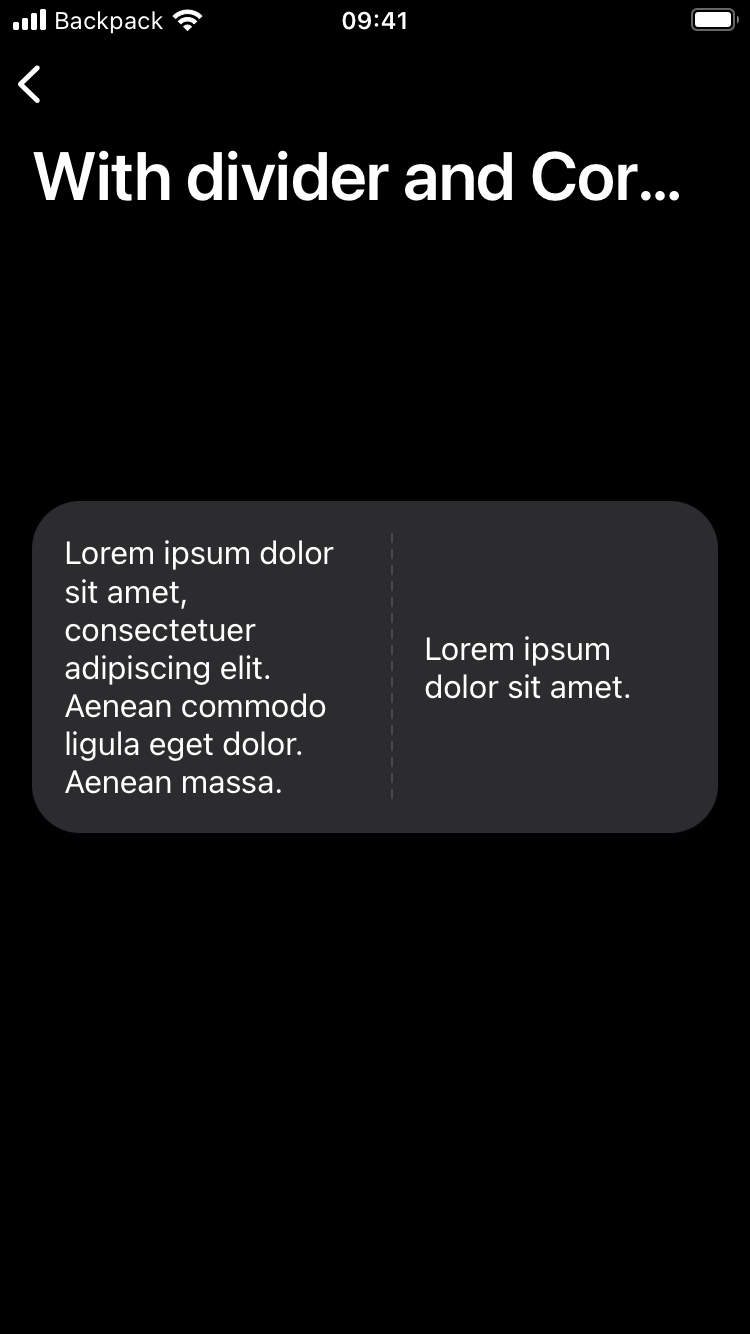 Backpack 09:41
With divider and Cor...
Lorem ipsum dolor
sit amet,
consectetuer
adipiscing elit.
Aenean commodo
ligula eget dolor.
Aenean massa.
Lorem ipsum
dolor sit amet.